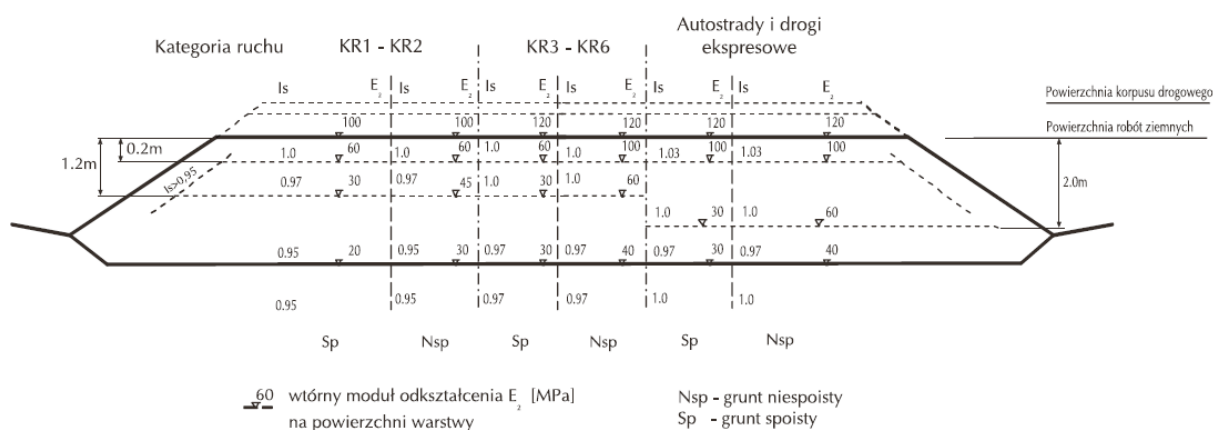 Autostrady i drogi
Kategoria ruchu KR1 - KR2 KR3 - KR6 ekspresowe
Is E₂ Is E₂ Is E₂ Is E₂ Is E₂ Is E₂
Powierzchnia korpusu drogowego
100 100 120 120 120 120
Powierzchnia robót ziemnych
0.2m 1.0 60 1.0 60 1.0 60 1.0 100 1.03 100 1.03 100
1.2m Is>0,95 0.97 30 0.97 45 1.0 30 1.0 60
2.0m
1.0 30 1.0 60
0.95 20 0.95 30 0.97 30 0.97 40 0.97 30 0.97 40
0.95 0.95 0.97 0.97 1.0 1.0
Sp Nsp Sp Nsp Sp Nsp
60 wtórny moduł odkształcenia E₂ [MPa]
na powierzchni warstwy
Nsp - grunt niespoisty
Sp - grunt spoisty